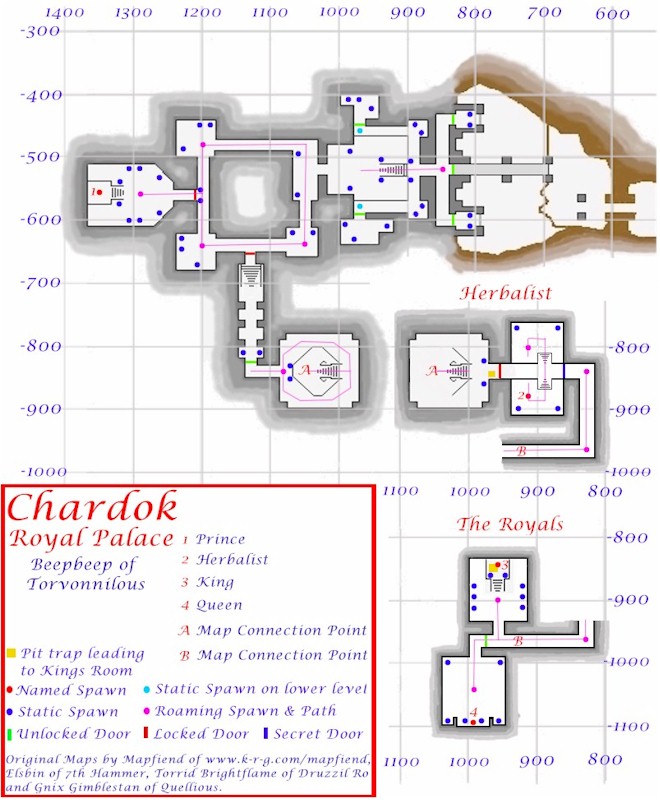 1400 1300 1200 1100 1000 900 800 700 600
-300
-400
-500
1
-600
-700
Herbalist
-800
-800
A
A
2
-900
-900
B
-1000
-1000
1100 1000 900 800
Chardok
Royal Palace
Beepbeep of
Torvonnilous
1 Prince
2 Herbalist
3 King
4 Queen
A Map Connection Point
B Map Connection Point
Pit trap leading
to Kings Room
Named Spawn
Static Spawn on lower level
Static Spawn
Roaming Spawn & Path
Unlocked Door
Locked Door
Secret Door
Original Maps by Mapfiend of www.k-r-g.com/mapfiend,
Elsbin of 7th Hammer, Torrid Brightflame of Druzzil Ro
and Gnix Gimblestan of Quellious.
The Royals
-800
3
-900
B
-1000
4
-1100
1100 1000 900 800